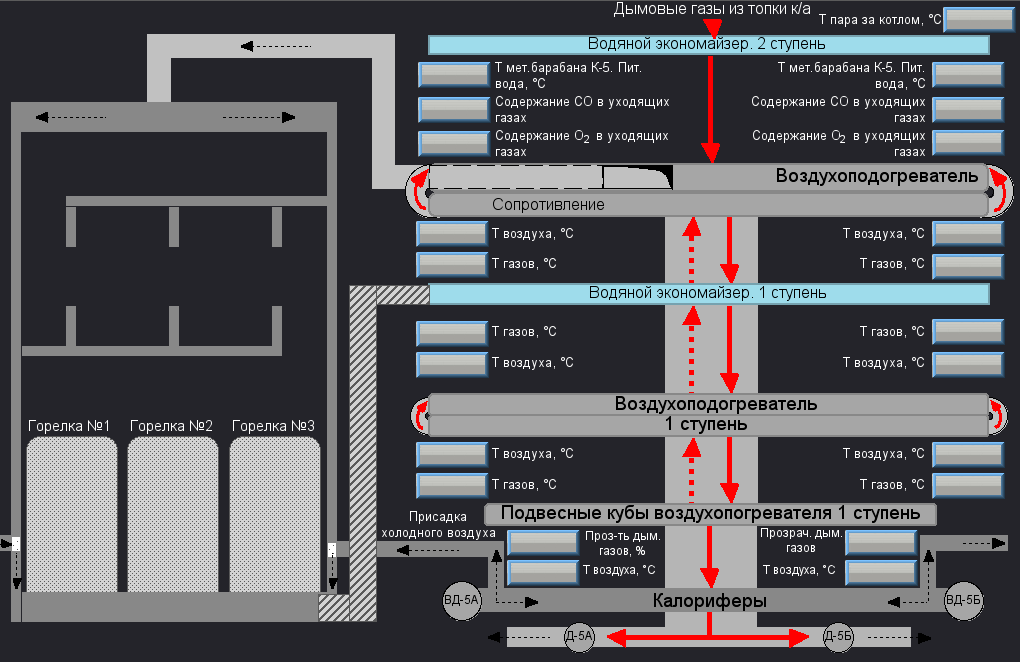 Дымовые газы из топки к/а
Т пара за котлом, °С
Водяной экономайзер. 2 ступень
Т мет.барабана К-5. Пит.
вода, °С
Т мет.барабана К-5. Пит.
вода, °С
Содержание СО в уходящих
газах
Содержание СО в уходящих
газах
Содержание О2 в уходящих
газах
Содержание О2 в уходящих
газах
Воздухоподогреватель
Сопротивление
Т воздуха, °С
Т воздуха, °С
Т газов, °С
Т газов, °С
Водяной экономайзер. 1 ступень
Т газов, °С
Т газов, °С
Т воздуха, °С
Т воздуха, °С
Воздухоподогреватель
1 ступень
Горелка №1
Горелка №2
Горелка №3
Т воздуха, °С
Т воздуха, °С
Т газов, °С
Т газов, °С
Подвесные кубы воздухопогревателя 1 ступень
Присадка
холодного воздуха
Проз-ть дым.
газов, %
Прозрач. дым.
газов
Т воздуха, °С
Т воздуха, °С
ВД-5А
Калориферы
ВД-5Б
Д-5А
Д-5Б